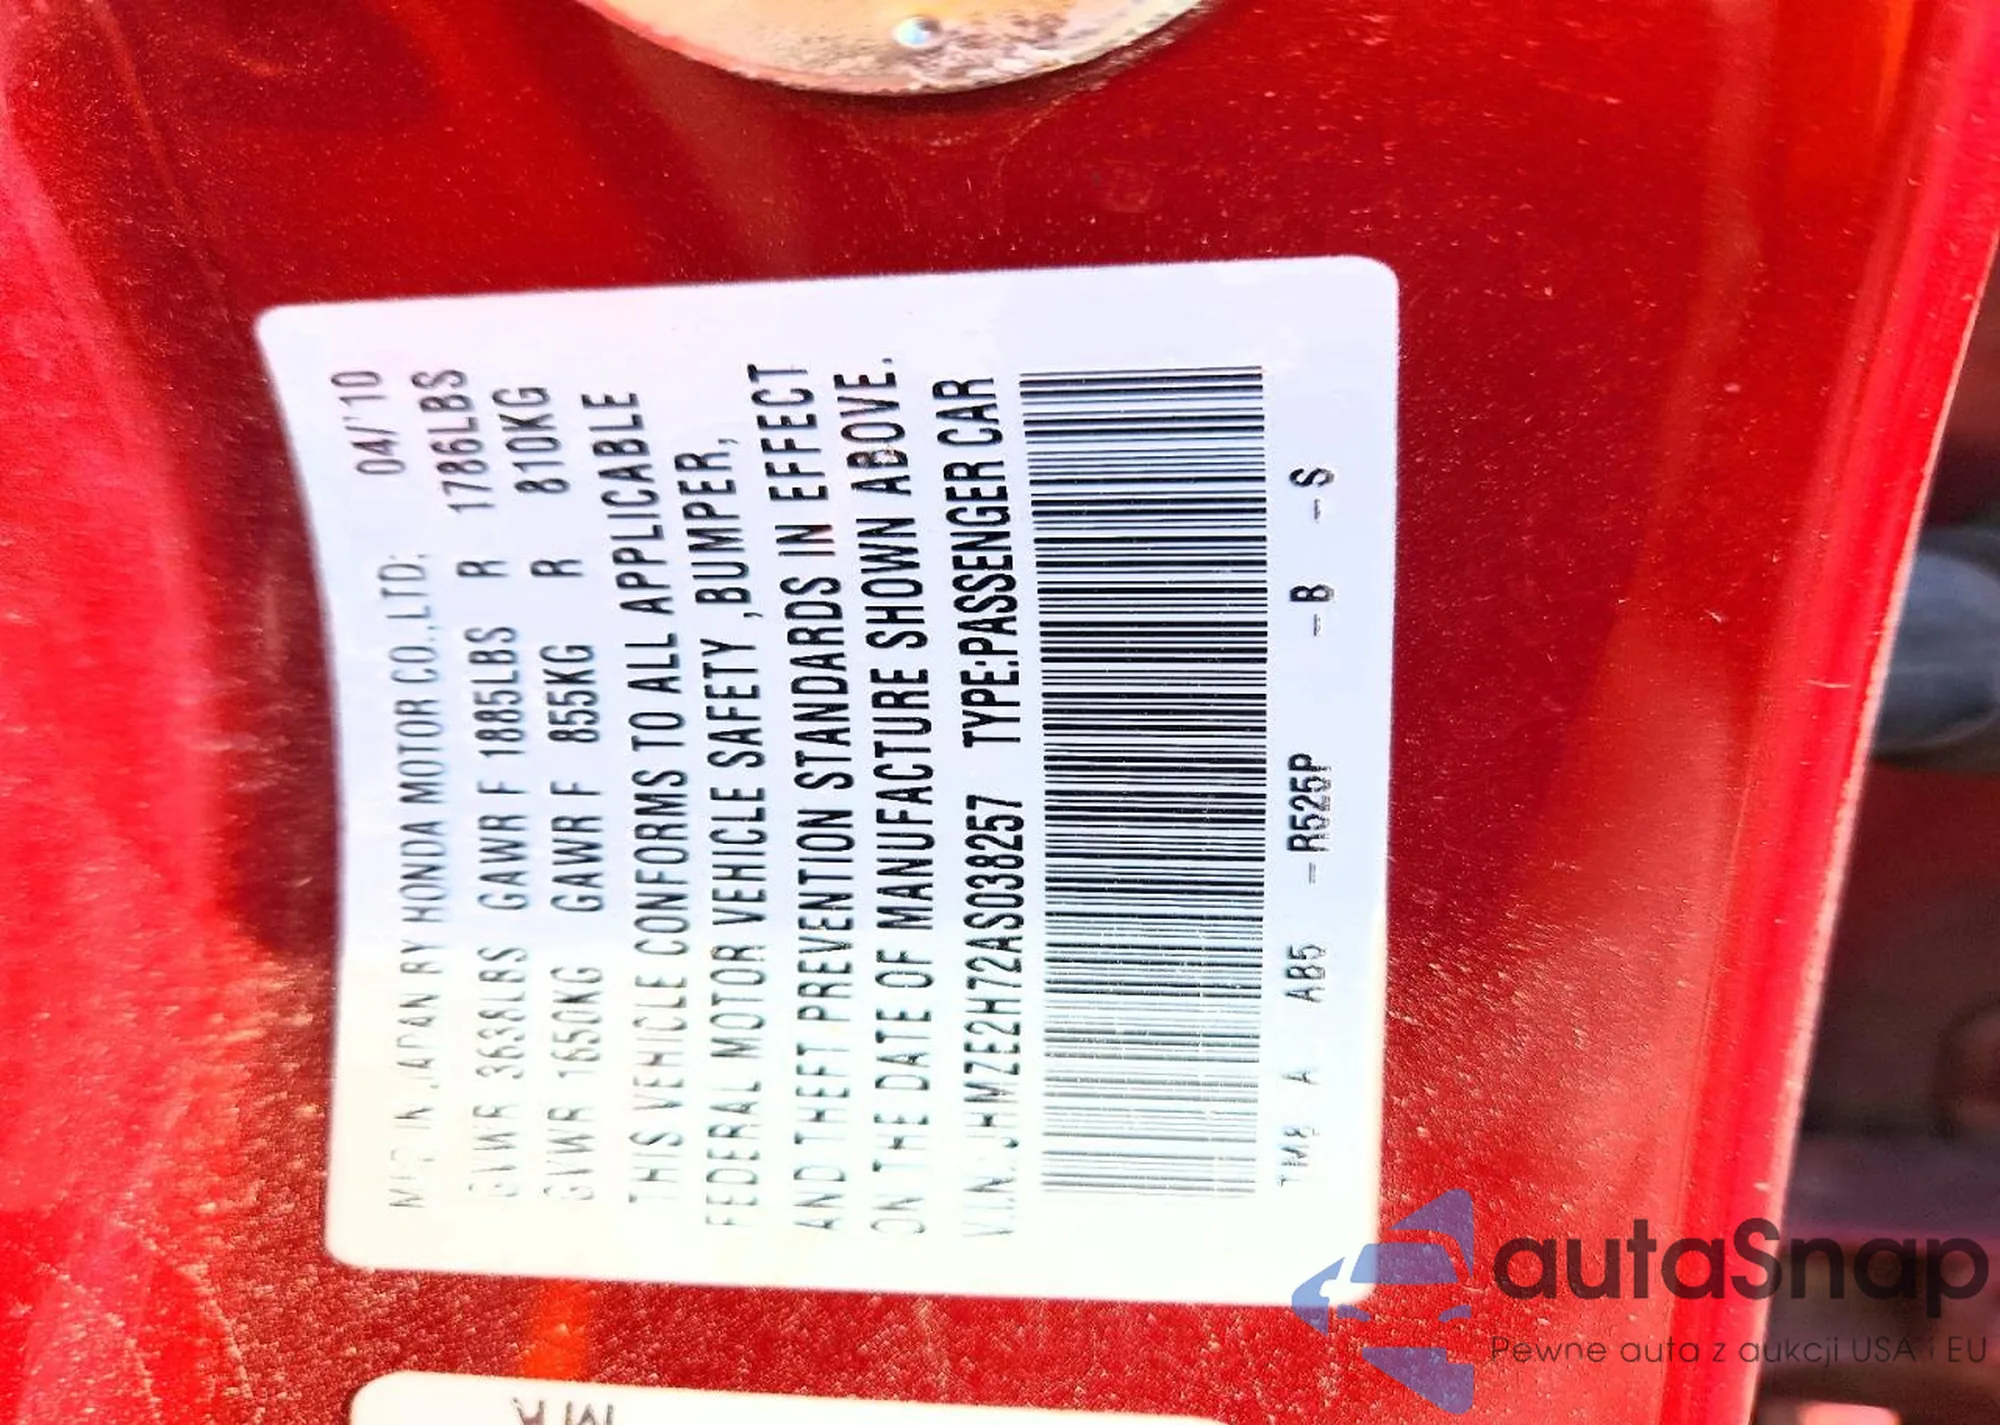 MFD IN JAPAN BY HONDA MOTOR CO.,LTD. 04/'10
GVWR 3638LBS GAWR F 1885LBS R 1786LBS
GVWR 1650KG GAWR F 855KG R 810KG
THIS VEHICLE CONFORMS TO ALL APPLICABLE
FEDERAL MOTOR VEHICLE SAFETY ,BUMPER,
AND THEFT PREVENTION STANDARDS IN EFFECT
ON THE DATE OF MANUFACTURE SHOWN ABOVE.
V.I.N.:JHMZE2H72AS038257 TYPE:PASSENGER CAR
TM8 A AB5 –R525P –B –S
autaSnap
Pewne auta z aukcji USA i EU